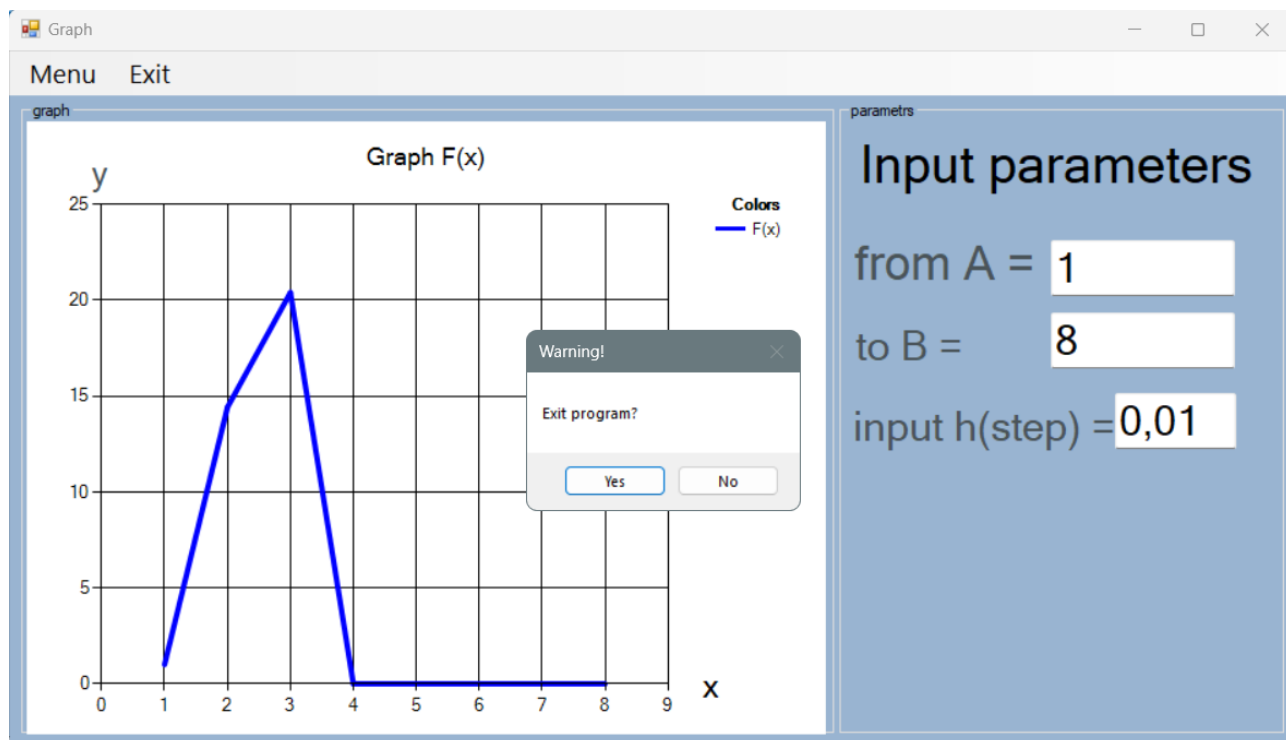 Graph
Menu Exit
graph
Graph F(x)
y
Colors
F(x)
25
20
15
10
5
0
0 1 2 3 4 5 6 7 8 9
x
Warning!
Exit program?
Yes No
parametrs
Input parameters
from A = 1
to B = 8
input h(step) = 0,01